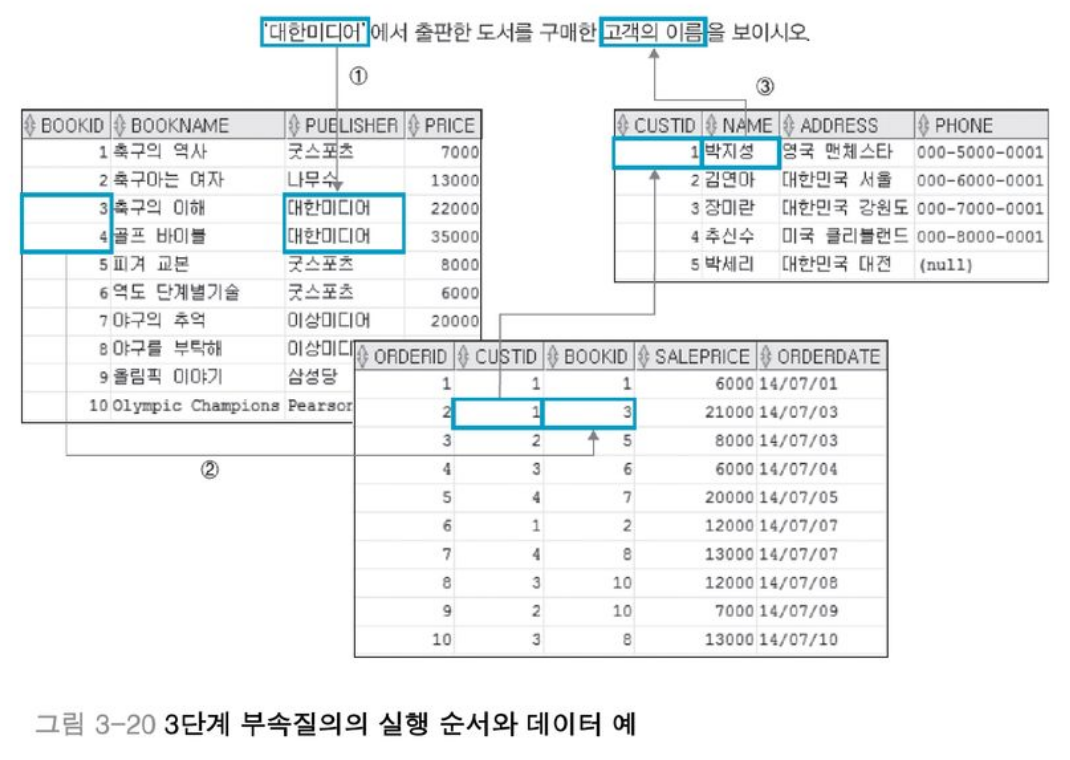 '대한미디어'에서 출판한 도서를 구매한 고객의 이름을 보이시오.
①
③
BOOKID BOOKNAME PUBLISHER PRICE
1 축구의 역사 굿스포츠 7000
2 축구아는 여자 나무수 13000
3 축구의 이해 대한미디어 22000
4 골프 바이블 대한미디어 35000
5 피겨 교본 굿스포츠 8000
6 역도 단계별기술 굿스포츠 6000
7 야구의 추억 이상미디어 20000
8 야구를 부탁해 이상미디
9 올림픽 이야기 삼성당
10 Olympic Champions Pearson
CUSTID NAME ADDRESS PHONE
1 박지성 영국 맨체스타 000-5000-0001
2 김연아 대한민국 서울 000-6000-0001
3 장미란 대한민국 강원도 000-7000-0001
4 추신수 미국 클리블랜드 000-8000-0001
5 박세리 대한민국 대전 (null)
ORDERID CUSTID BOOKID SALEPRICE ORDERDATE
1 1 1 6000 14/07/01
2 1 3 21000 14/07/03
3 2 5 8000 14/07/03
4 3 6 6000 14/07/04
5 4 7 20000 14/07/05
6 1 2 12000 14/07/07
7 4 8 13000 14/07/07
8 3 10 12000 14/07/08
9 2 10 7000 14/07/09
10 3 8 13000 14/07/10
②
그림 3-20 3단계 부속질의의 실행 순서와 데이터 예